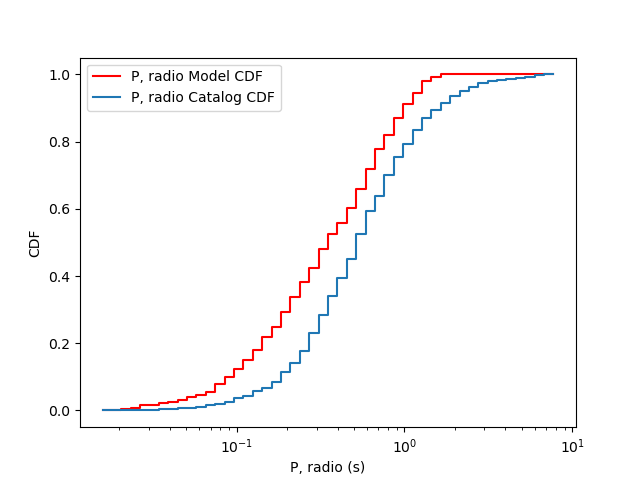 P, radio Model CDF
P, radio Catalog CDF
1.0
0.8
0.6
0.4
0.2
0.0
CDF
10⁻¹ 10⁰ 10¹
P, radio (s)